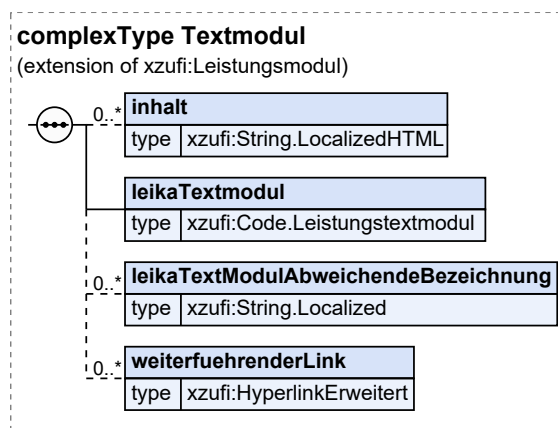 complexType Textmodul
(extension of xzufi:Leistungsmodul)
0..* inhalt
type xzufi:String.LocalizedHTML
leikaTextmodul
type xzufi:Code.Leistungstextmodul
0..* leikaTextModulAbweichendeBezeichnung
type xzufi:String.Localized
0..* weiterfuehrenderLink
type xzufi:HyperlinkErweitert